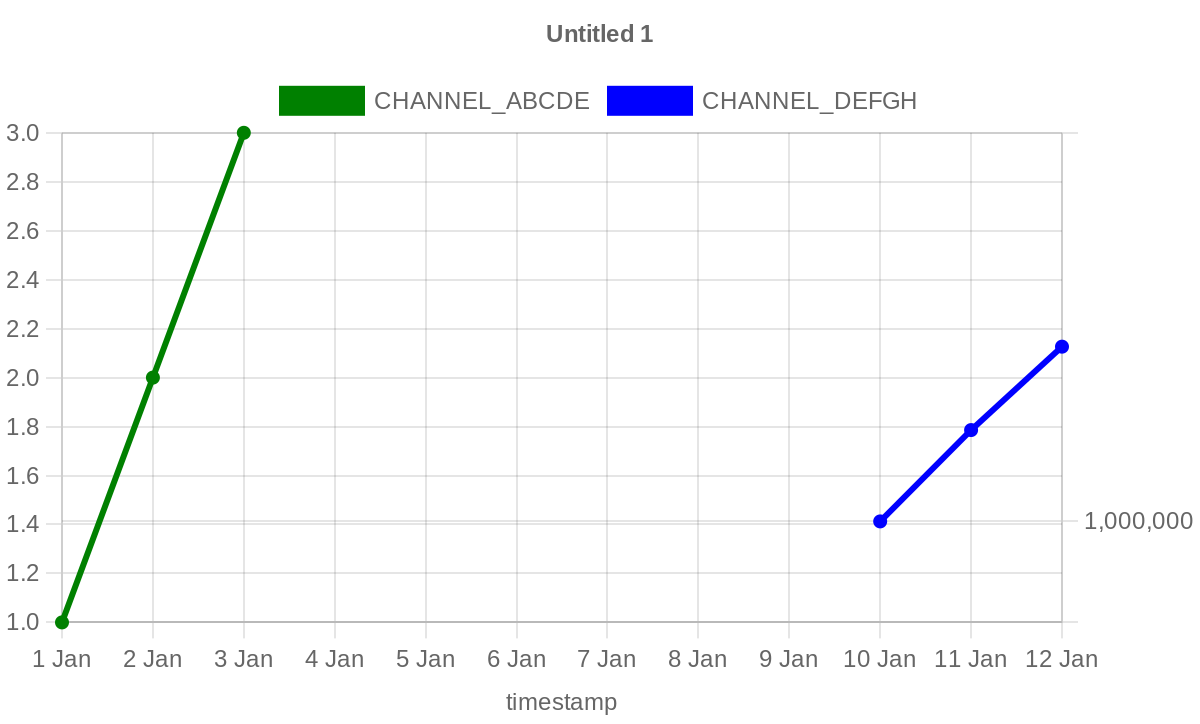 Untitled 1
CHANNEL_ABCDE CHANNEL_DEFGH
3.0
2.8
2.6
2.4
2.2
2.0
1.8
1.6
1.4 1,000,000
1.2
1.0
1 Jan 2 Jan 3 Jan 4 Jan 5 Jan 6 Jan 7 Jan 8 Jan 9 Jan 10 Jan 11 Jan 12 Jan
timestamp